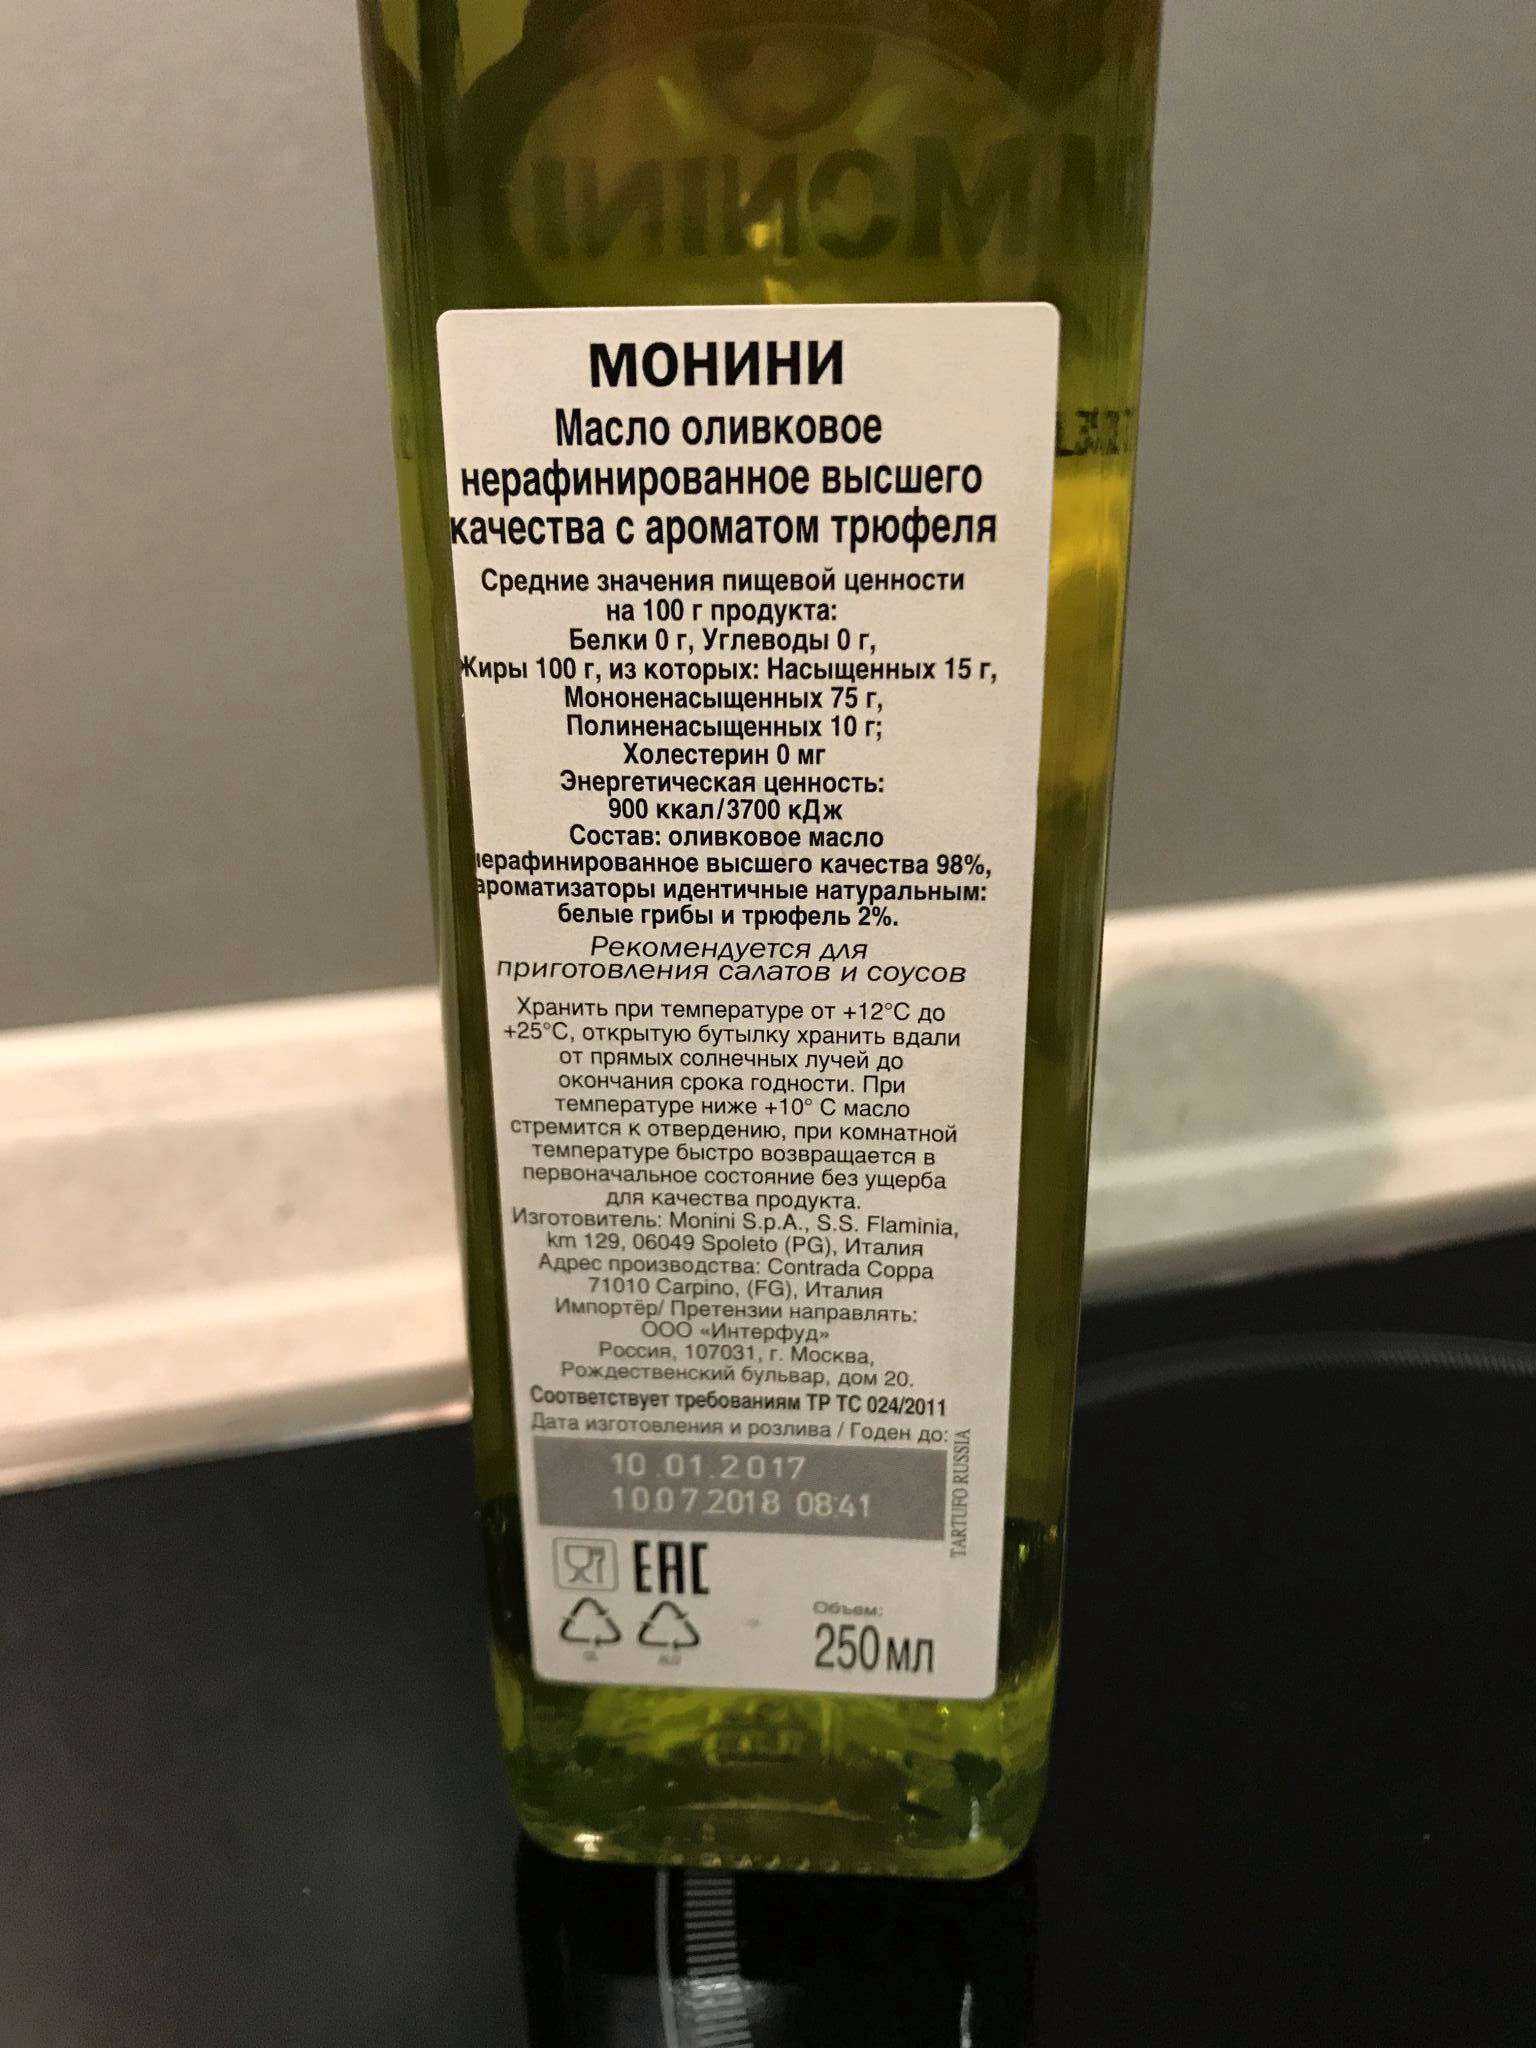 MONINI
МОНИНИ
Масло оливковое
нерафинированное высшего
качества с ароматом трюфеля
Средние значения пищевой ценности
на 100 г продукта:
Белки 0 г, Углеводы 0 г,
Жиры 100 г, из которых: Насыщенных 15 г,
Мононенасыщенных 75 г,
Полиненасыщенных 10 г;
Холестерин 0 мг
Энергетическая ценность:
900 ккал/3700 кДж
Состав: оливковое масло
нерафинированное высшего качества 98%,
ароматизаторы идентичные натуральным:
белые грибы и трюфель 2%.
Рекомендуется для
приготовления салатов и соусов
Хранить при температуре от +12°C до
+25°C, открытую бутылку хранить вдали
от прямых солнечных лучей до
окончания срока годности. При
температуре ниже +10° C масло
стремится к отвердению, при комнатной
температуре быстро возвращается в
первоначальное состояние без ущерба
для качества продукта.
Изготовитель: Monini S.p.A., S.S. Flaminia,
km 129, 06049 Spoleto (PG), Италия
Адрес производства: Contrada Coppa
71010 Carpino, (FG), Италия
Импортёр/ Претензии направлять:
ООО «Интерфуд»
Россия, 107031, г. Москва,
Рождественский бульвар, дом 20.
Соответствует требованиям ТР ТС 024/2011
Дата изготовления и розлива / Годен до:
10.01.2017
10.07.2018 08:41
TARTUFO RUSSIA
EAC
Объем:
250мл